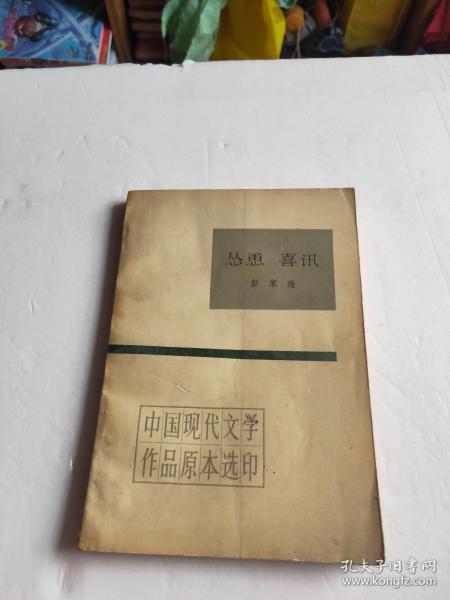 怂恿 喜讯
彭家煌
中国现代文学
作品原本选印
孔夫子旧书网
www.kongfz.com